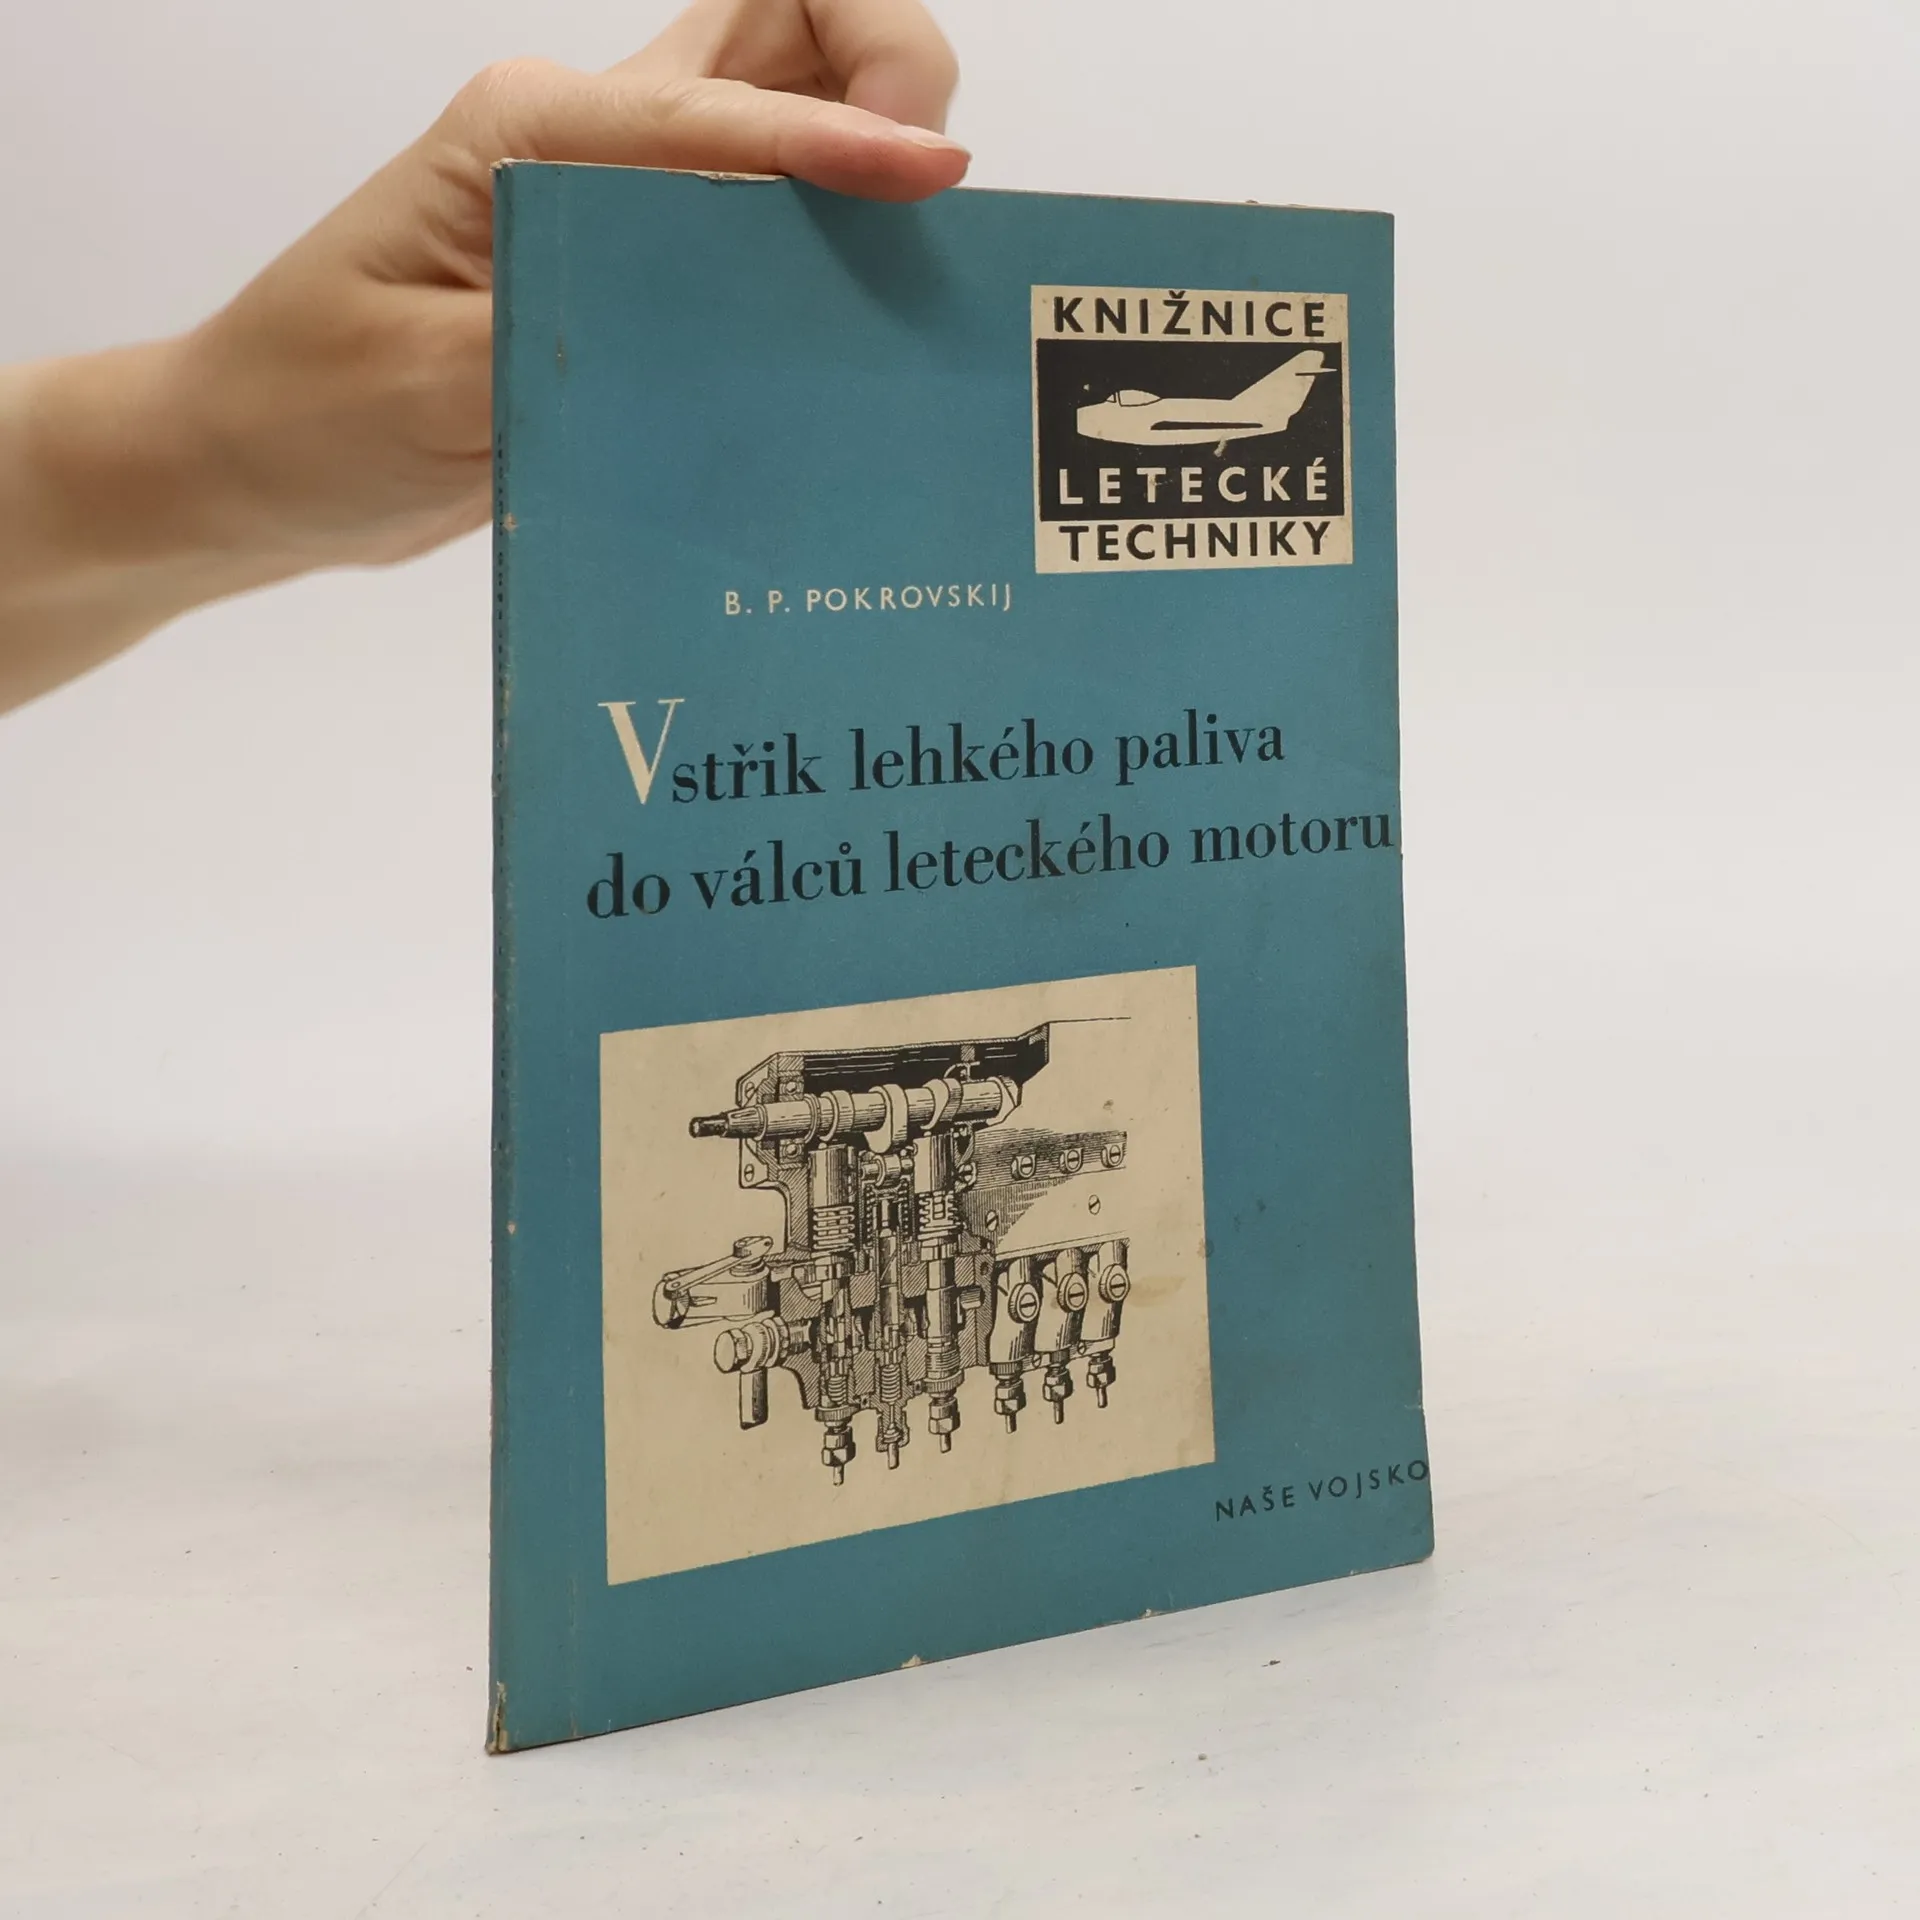 KNIŽNICE
LETECKÉ
TECHNIKY
B. P. POKROVSKIJ
Vstřik lehkého paliva
do válců leteckého motoru
NAŠE VOJSKO